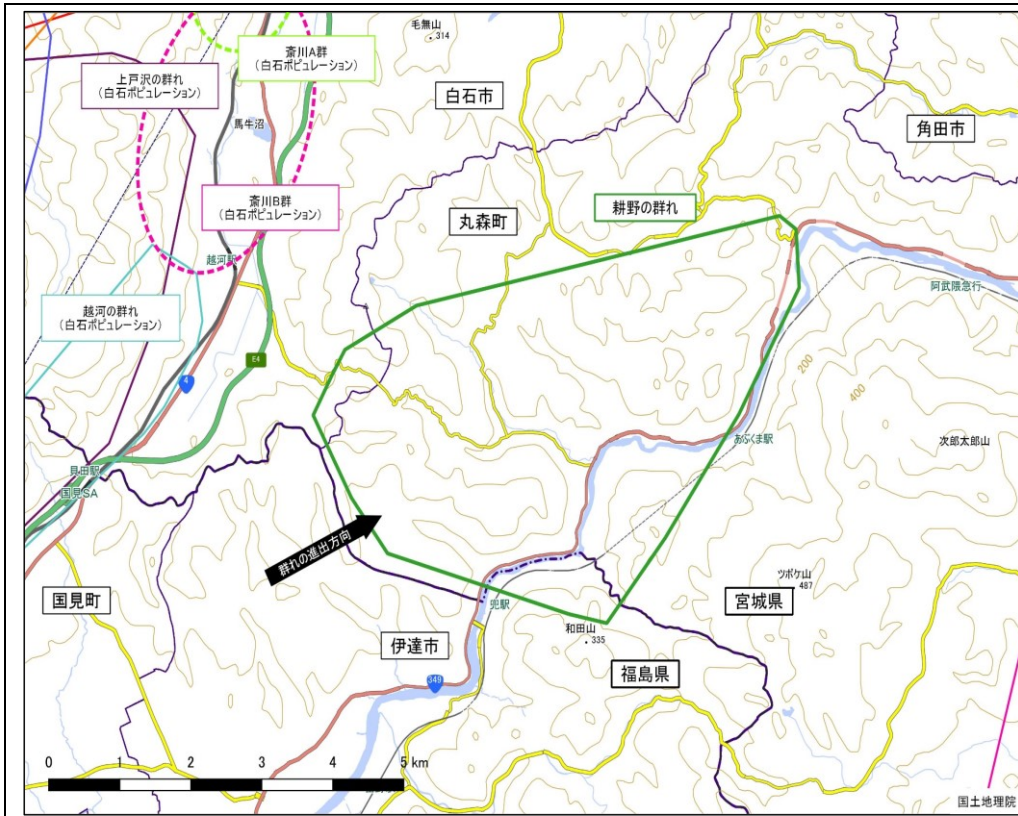 毛無山
314
斎川A群
(白石ポピュレーション)
上戸沢の群れ
(白石ポピュレーション)
白石市
角田市
馬牛沼
斎川B群
(白石ポピュレーション)
耕野の群れ
丸森町
越河駅
阿武隈急行
越河の群れ
(白石ポピュレーション)
E4
4
200
400
あぶくま駅
次郎太郎山
貝田駅
国見SA
群れの進出方向
ツボケ山
487
国見町
宮城県
兜駅
和田山
335
伊達市
福島県
349
0 1 2 3 4 5 km
国土地理院